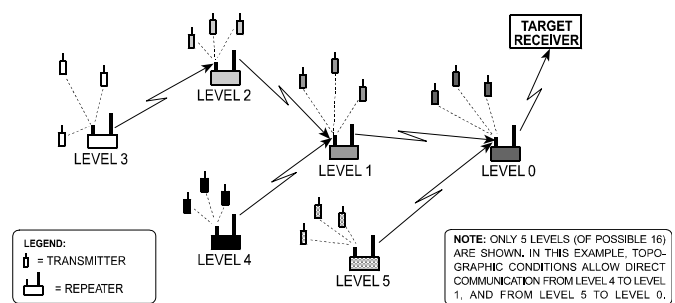 TARGET
RECEIVER
LEVEL 2
LEVEL 3
LEVEL 1
LEVEL 0
LEVEL 4
LEVEL 5
LEGEND:
= TRANSMITTER
= REPEATER
NOTE: ONLY 5 LEVELS (OF POSSIBLE 16)
ARE SHOWN. IN THIS EXAMPLE, TOPO-
GRAPHIC CONDITIONS ALLOW DIRECT
COMMUNICATION FROM LEVEL 4 TO LEVEL
1, AND FROM LEVEL 5 TO LEVEL 0.